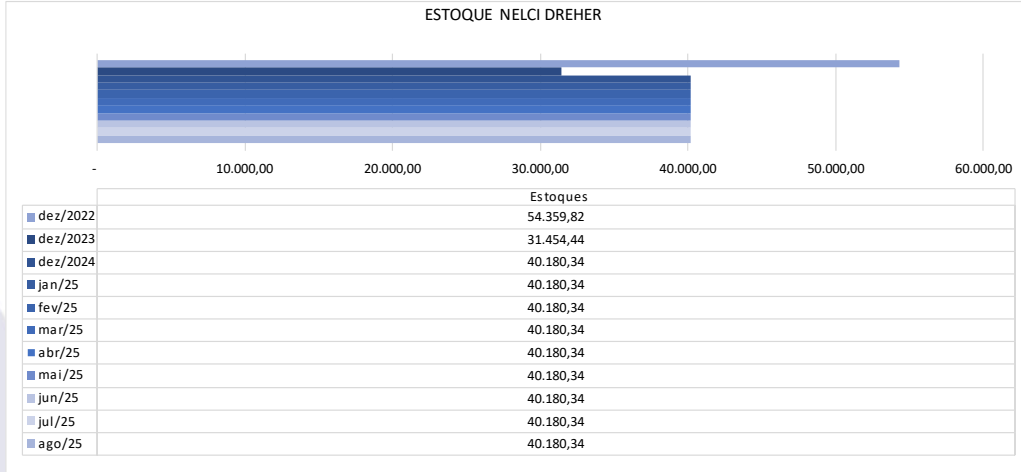 ESTOQUE NELCI DREHER
- 10.000,00 20.000,00 30.000,00 40.000,00 50.000,00 60.000,00
Estoques
dez/2022 54.359,82
dez/2023 31.454,44
dez/2024 40.180,34
jan/25 40.180,34
fev/25 40.180,34
mar/25 40.180,34
abr/25 40.180,34
mai/25 40.180,34
jun/25 40.180,34
jul/25 40.180,34
ago/25 40.180,34